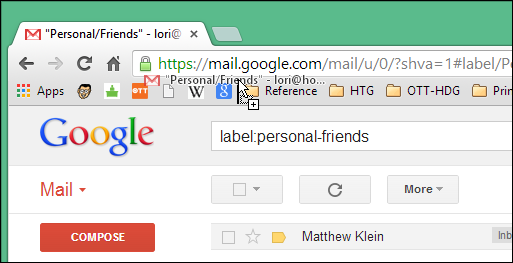 "Personal/Friends" - lori@
https://mail.google.com/mail/u/0/?shva=1#label/Pe
"Personal/Friends" - lori@ho...
Apps OTT W g Reference HTG OTT-HDG Prin
Google
label:personal-friends
Mail
More
COMPOSE
Matthew Klein
Inb